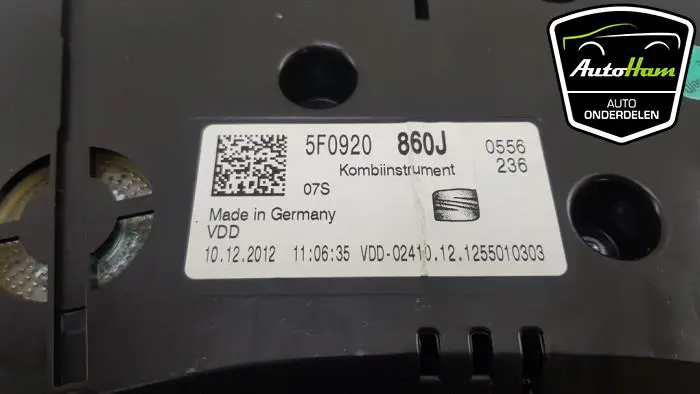 AutoHam
AUTO
ONDERDELEN
5F0920 860J 0556
Kombiinstrument 236
07S
Made in Germany
VDD
10.12.2012 11:06:35 VDD-02410.12.1255010303